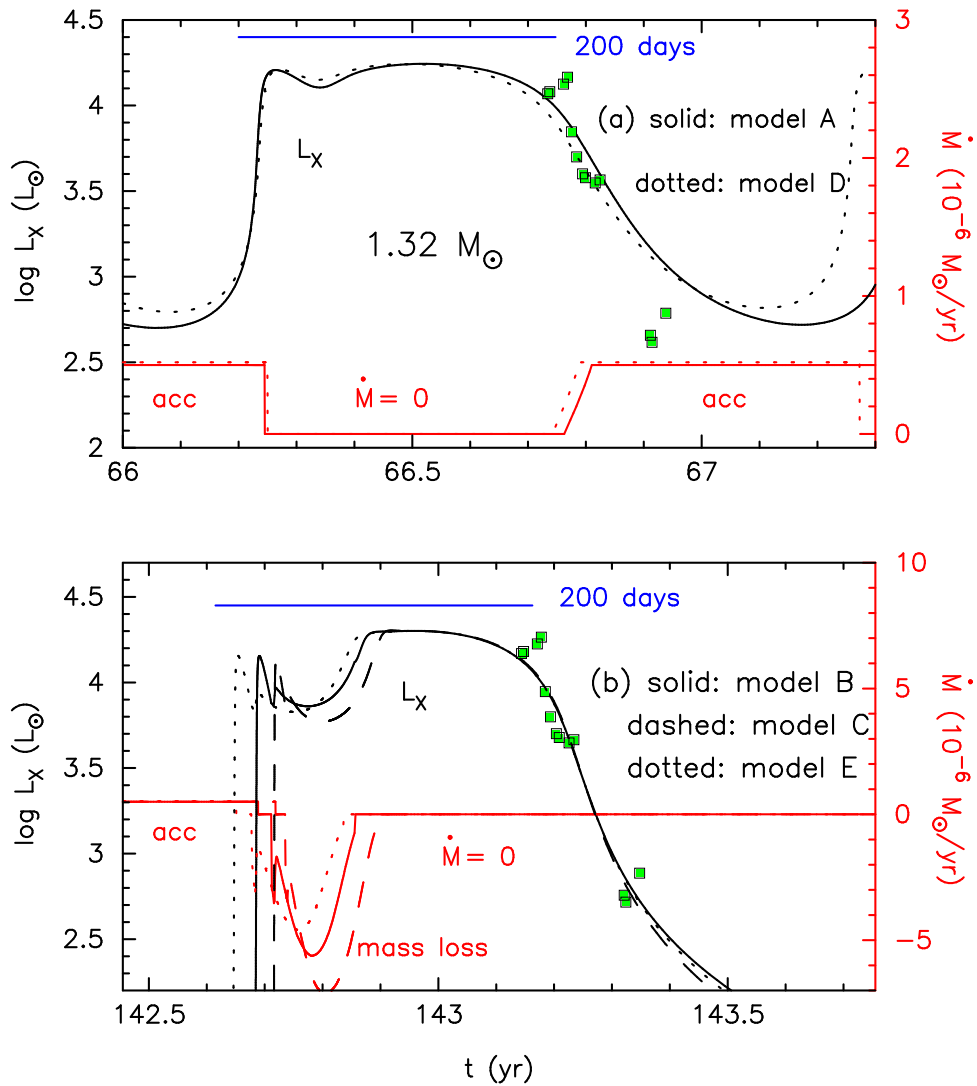 4.5
4
3.5
3
2.5
2
log L_X (L_⊙)
200 days
(a) solid: model A
dotted: model D
L_X
1.32 M_⊙
acc
Ṁ= 0
acc
3
2
1
0
Ṁ (10^-6 M_⊙/yr)
66
66.5
67
4.5
4
3.5
3
2.5
log L_X (L_⊙)
200 days
(b) solid: model B
dashed: model C
dotted: model E
L_X
acc
Ṁ= 0
mass loss
10
5
0
−5
Ṁ (10^-6 M_⊙/yr)
142.5
143
143.5
t (yr)